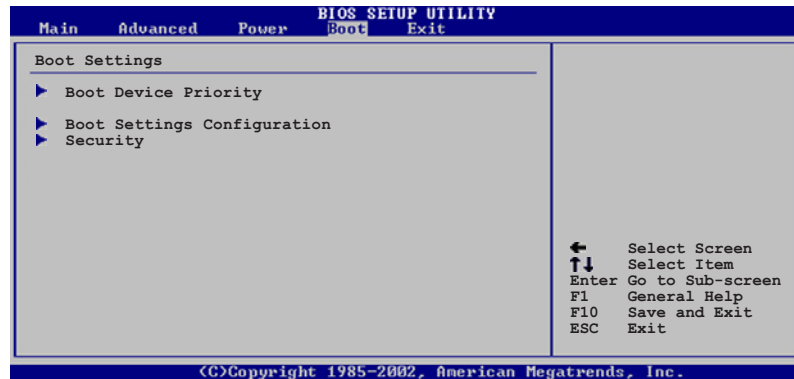 BIOS SETUP UTILITY
Main Advanced Power Boot Exit
Boot Settings
Boot Device Priority
Boot Settings Configuration
Security
← Select Screen
↑↓ Select Item
Enter Go to Sub-screen
F1 General Help
F10 Save and Exit
ESC Exit
(C)Copyright 1985-2002, American Megatrends, Inc.